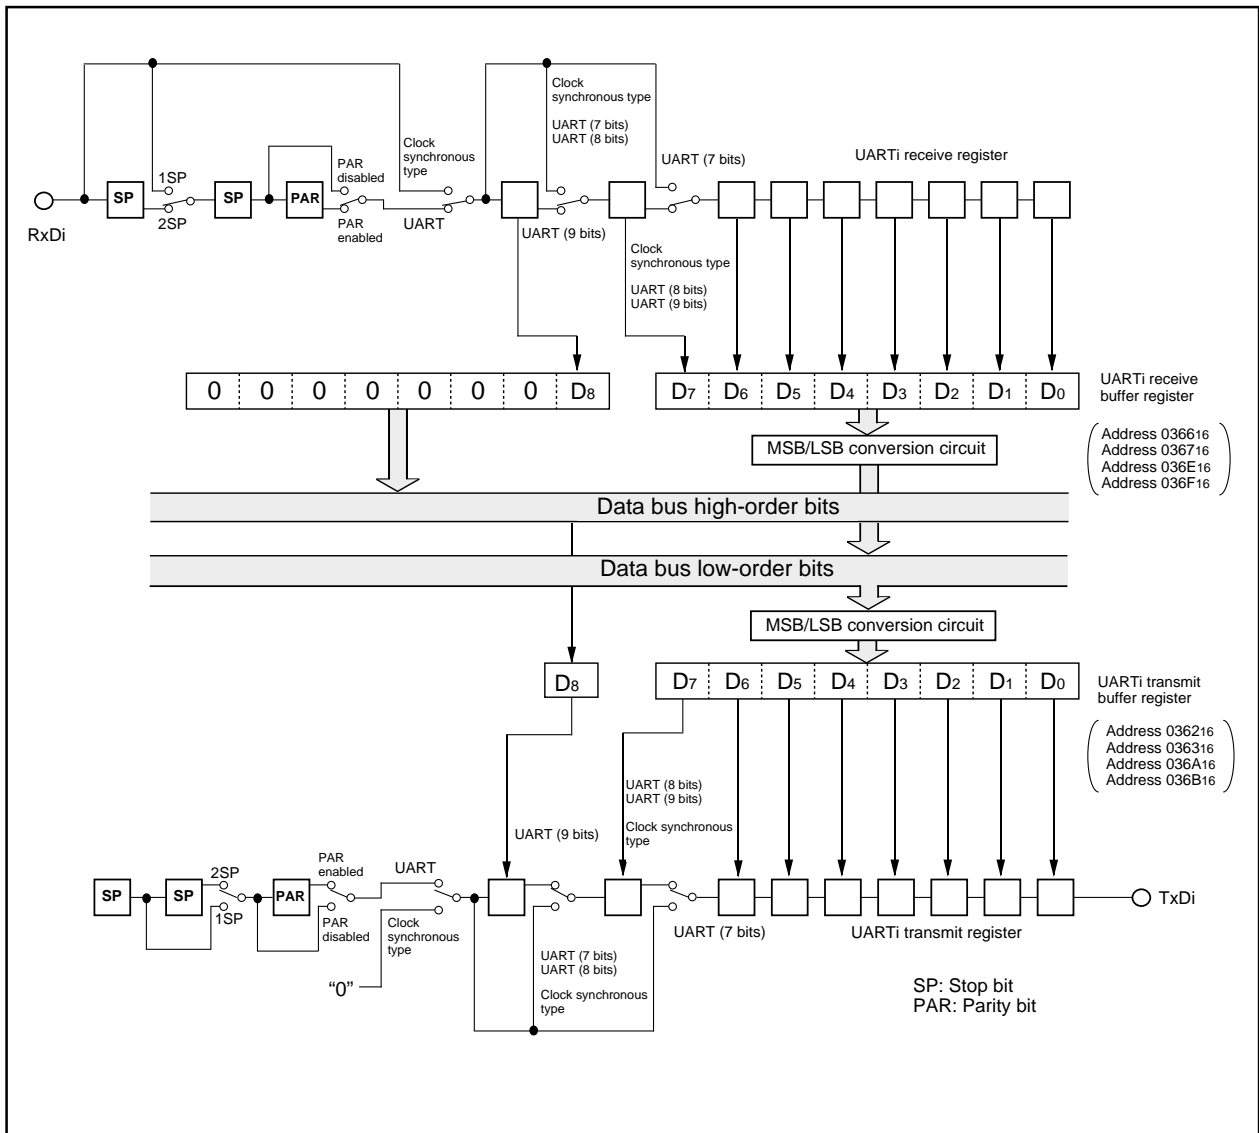 Clock
synchronous type
UART (7 bits)
UART (8 bits)
Clock
synchronous
type
PAR
disabled
1SP
UART (7 bits)
UARTi receive register
SP
SP
PAR
2SP
PAR
enabled
UART
UART (9 bits)
RxDi
Clock
synchronous type
UART (8 bits)
UART (9 bits)
0 0 0 0 0 0 0 D8
D7 D6 D5 D4 D3 D2 D1 D0
UARTi receive
buffer register
MSB/LSB conversion circuit
Address 036616
Address 036716
Address 036E16
Address 036F16
Data bus high-order bits
Data bus low-order bits
MSB/LSB conversion circuit
D8
D7 D6 D5 D4 D3 D2 D1 D0
UARTi transmit
buffer register
Address 036216
Address 036316
Address 036A16
Address 036B16
UART (8 bits)
UART (9 bits)
Clock synchronous
type
UART (9 bits)
PAR
enabled
UART
2SP
SP
SP
PAR
TxDi
1SP
PAR
disabled
Clock
synchronous
type
UART (7 bits)
UARTi transmit register
UART (7 bits)
UART (8 bits)
Clock synchronous
type
“0”
SP: Stop bit
PAR: Parity bit